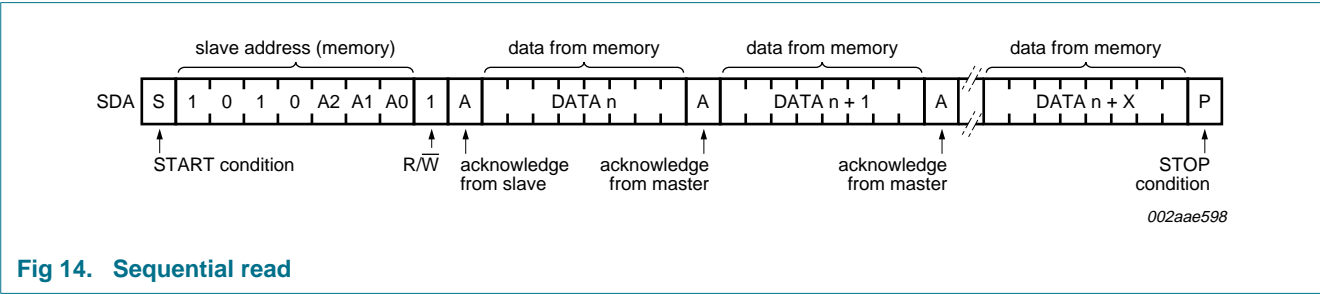 slave address (memory) data from memory data from memory data from memory
SDA S 1 0 1 0 A2 A1 A0 1 A DATA n A DATA n + 1 A DATA n + X P
START condition R/W̅ acknowledge from slave acknowledge from master acknowledge from master STOP condition
002aae598
Fig 14. Sequential read